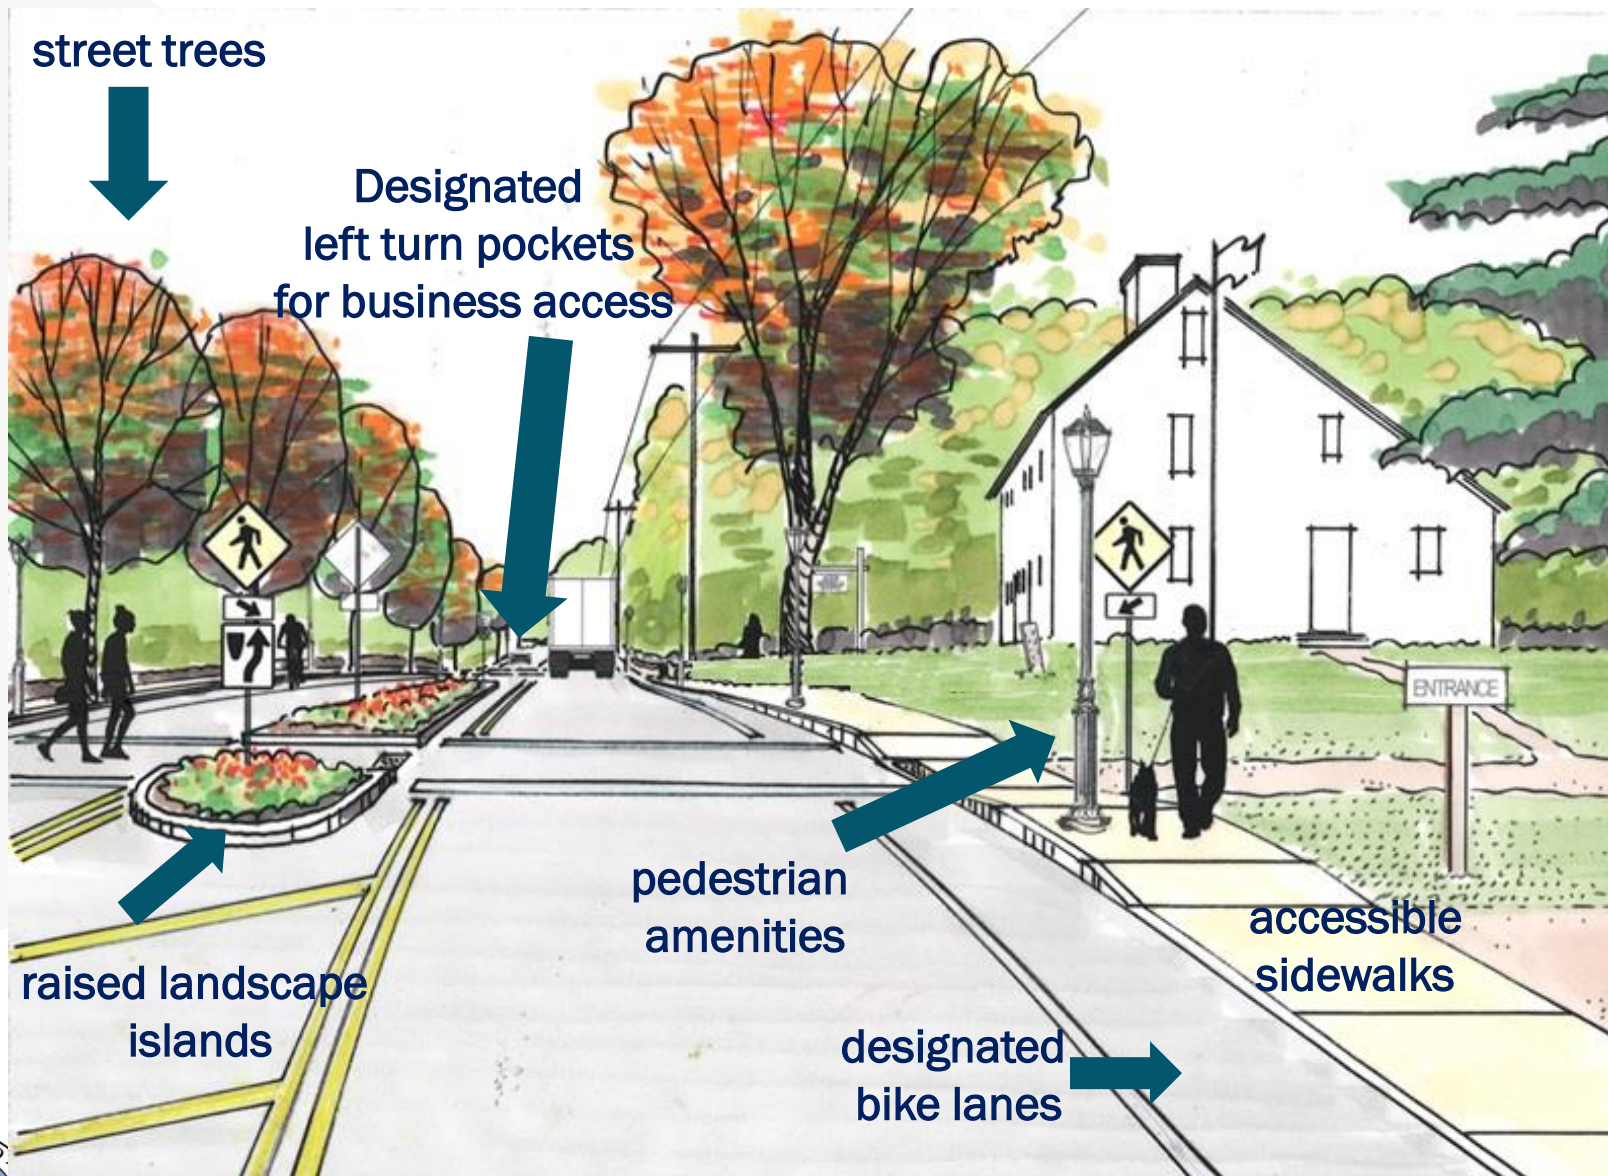 street trees
Designated
left turn pockets
for business access
ENTRANCE
pedestrian
amenities
accessible
sidewalks
raised landscape
islands
designated
bike lanes